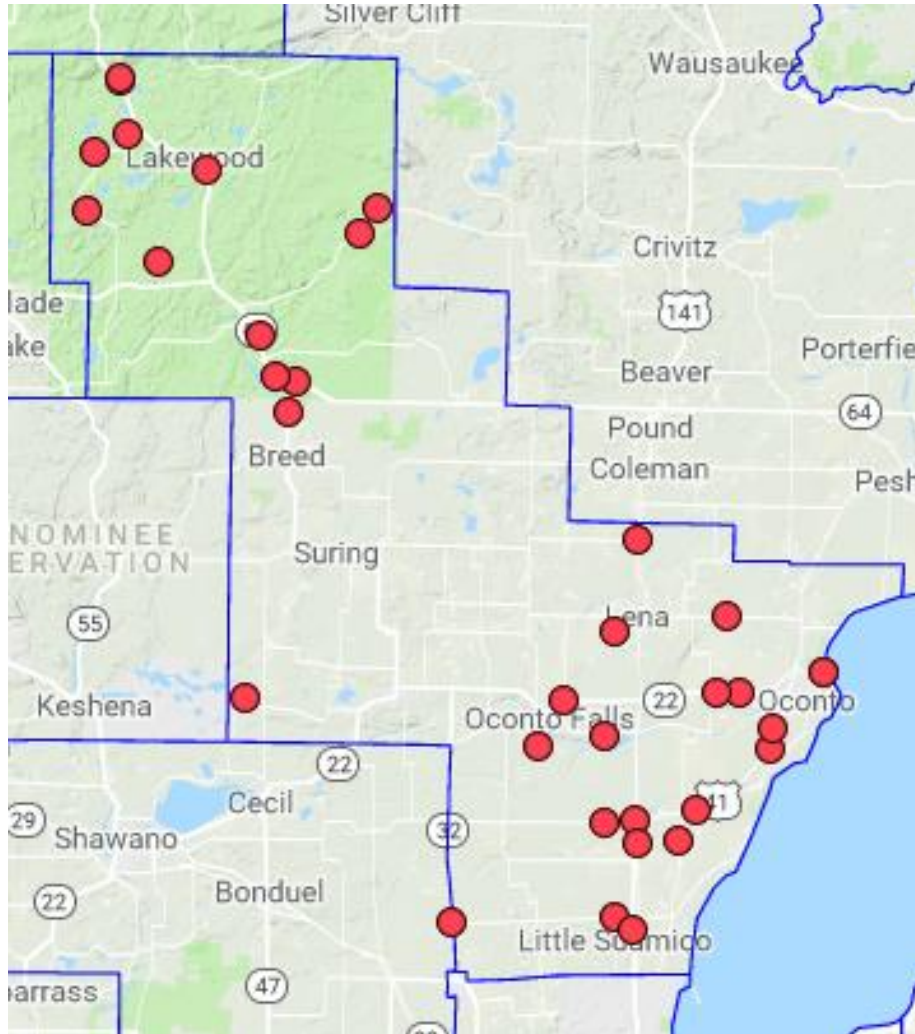 Silver Cliff
Wausaukee
Lakewood
Crivitz
lade
ake
141
Porterfie
Beaver
64
Pound
Breed
Coleman
Pesh
NOMINEE
ERVATION
Suring
55
Lena
Keshena
22
Oconto
Oconto Falls
22
Cecil
41
29
Shawano
32
Bonduel
22
Little Suamico
47
parrass